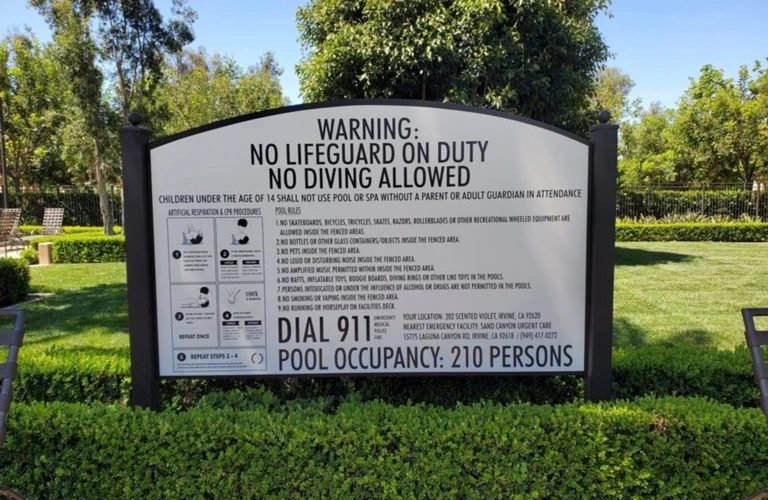 WARNING:
NO LIFEGUARD ON DUTY
NO DIVING ALLOWED
CHILDREN UNDER THE AGE OF 14 SHALL NOT USE POOL OR SPA WITHOUT A PARENT OR ADULT GUARDIAN IN ATTENDANCE
ARTIFICIAL RESPIRATION & CPR PROCEDURES
1
2
3
REPEAT ONCE
4
5 REPEAT STEPS 3 - 4
POOL RULES
1.NO SKATEBOARDS, BICYCLES, TRICYCLES, SKATES, RAZORS, ROLLERBLADES OR OTHER RECREATIONAL WHEELED EQUIPMENT ARE
ALLOWED INSIDE THE FENCED AREAS.
2.NO BOTTLES OR OTHER GLASS CONTAINERS/OBJECTS INSIDE THE FENCED AREA.
3.NO PETS INSIDE THE FENCED AREA.
4.NO LOUD OR DISTURBING NOISE INSIDE THE FENCED AREA.
5.NO AMPLIFIED MUSIC PERMITTED WITHIN INSIDE THE FENCED AREA.
6.NO RAFTS, INFLATABLE TOYS, BOOGIE BOARDS, DIVING RINGS OR OTHER LIKE TOYS IN THE POOLS.
7.PERSONS INTOXICATED OR UNDER THE INFLUENCE OF ALCOHOL OR DRUGS ARE NOT PERMITTED IN THE POOLS.
8.NO SMOKING OR VAPING INSIDE THE FENCED AREA.
9.NO RUNNING OR HORSEPLAY ON FACILITIES DECK.
DIAL 911
EMERGENCY
MEDICAL
POLICE
FIRE
YOUR LOCATION: 202 SCENTED VIOLET, IRVINE, CA 92620
NEAREST EMERGENCY FACILITY: SAND CANYON URGENT CARE
15775 LAGUNA CANYON RD, IRVINE, CA 92618 / (949) 417-0272
POOL OCCUPANCY: 210 PERSONS